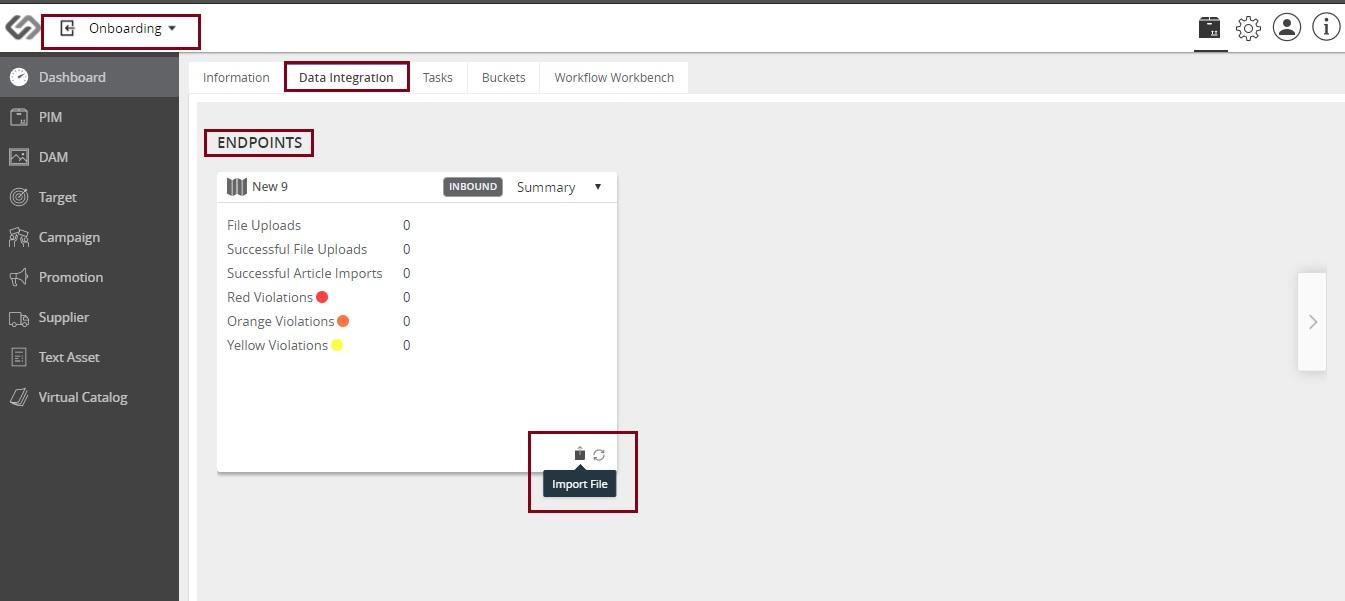 Onboarding
Dashboard
PIM
DAM
Target
Campaign
Promotion
Supplier
Text Asset
Virtual Catalog
Information Data Integration Tasks Buckets Workflow Workbench
ENDPOINTS
New 9 INBOUND Summary
File Uploads 0
Successful File Uploads 0
Successful Article Imports 0
Red Violations 0
Orange Violations 0
Yellow Violations 0
Import File